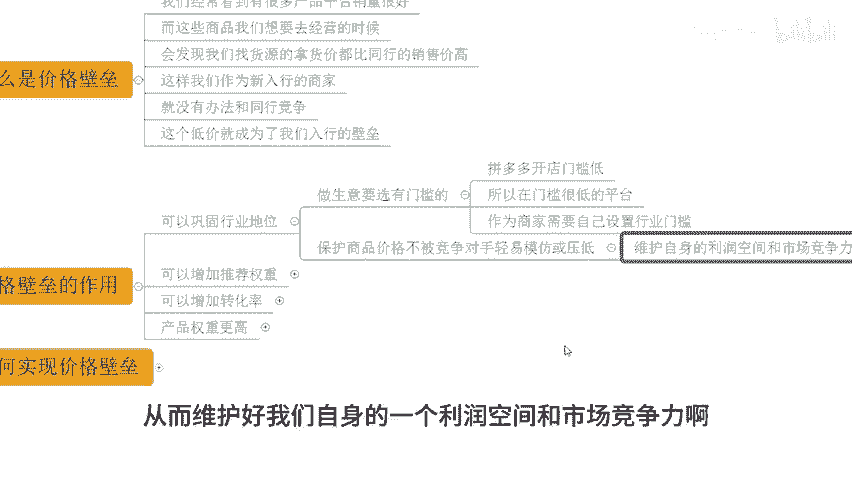 我们经常看到有很多产品平台销量很好
而这些商品我们想要去经营的时候
会发现我们找货源的拿货价都比同行的销售价高
么是价格壁垒
这样我们作为新入行的商家
就没有办法和同行竞争
这个低价就成为了我们入行的壁垒
拼多多开店门槛低
做生意要选有门槛的
所以在门槛很低的平台
可以巩固行业地位
作为商家需要自己设置行业门槛
保护商品价格不被竞争对手轻易模仿或压低
维护自身的利润空间和市场竞争力
格壁垒的作用
可以增加推荐权重
可以增加转化率
产品权重更高
何实现价格壁垒
从而维护好我们自身的一个利润空间和市场竞争力啊